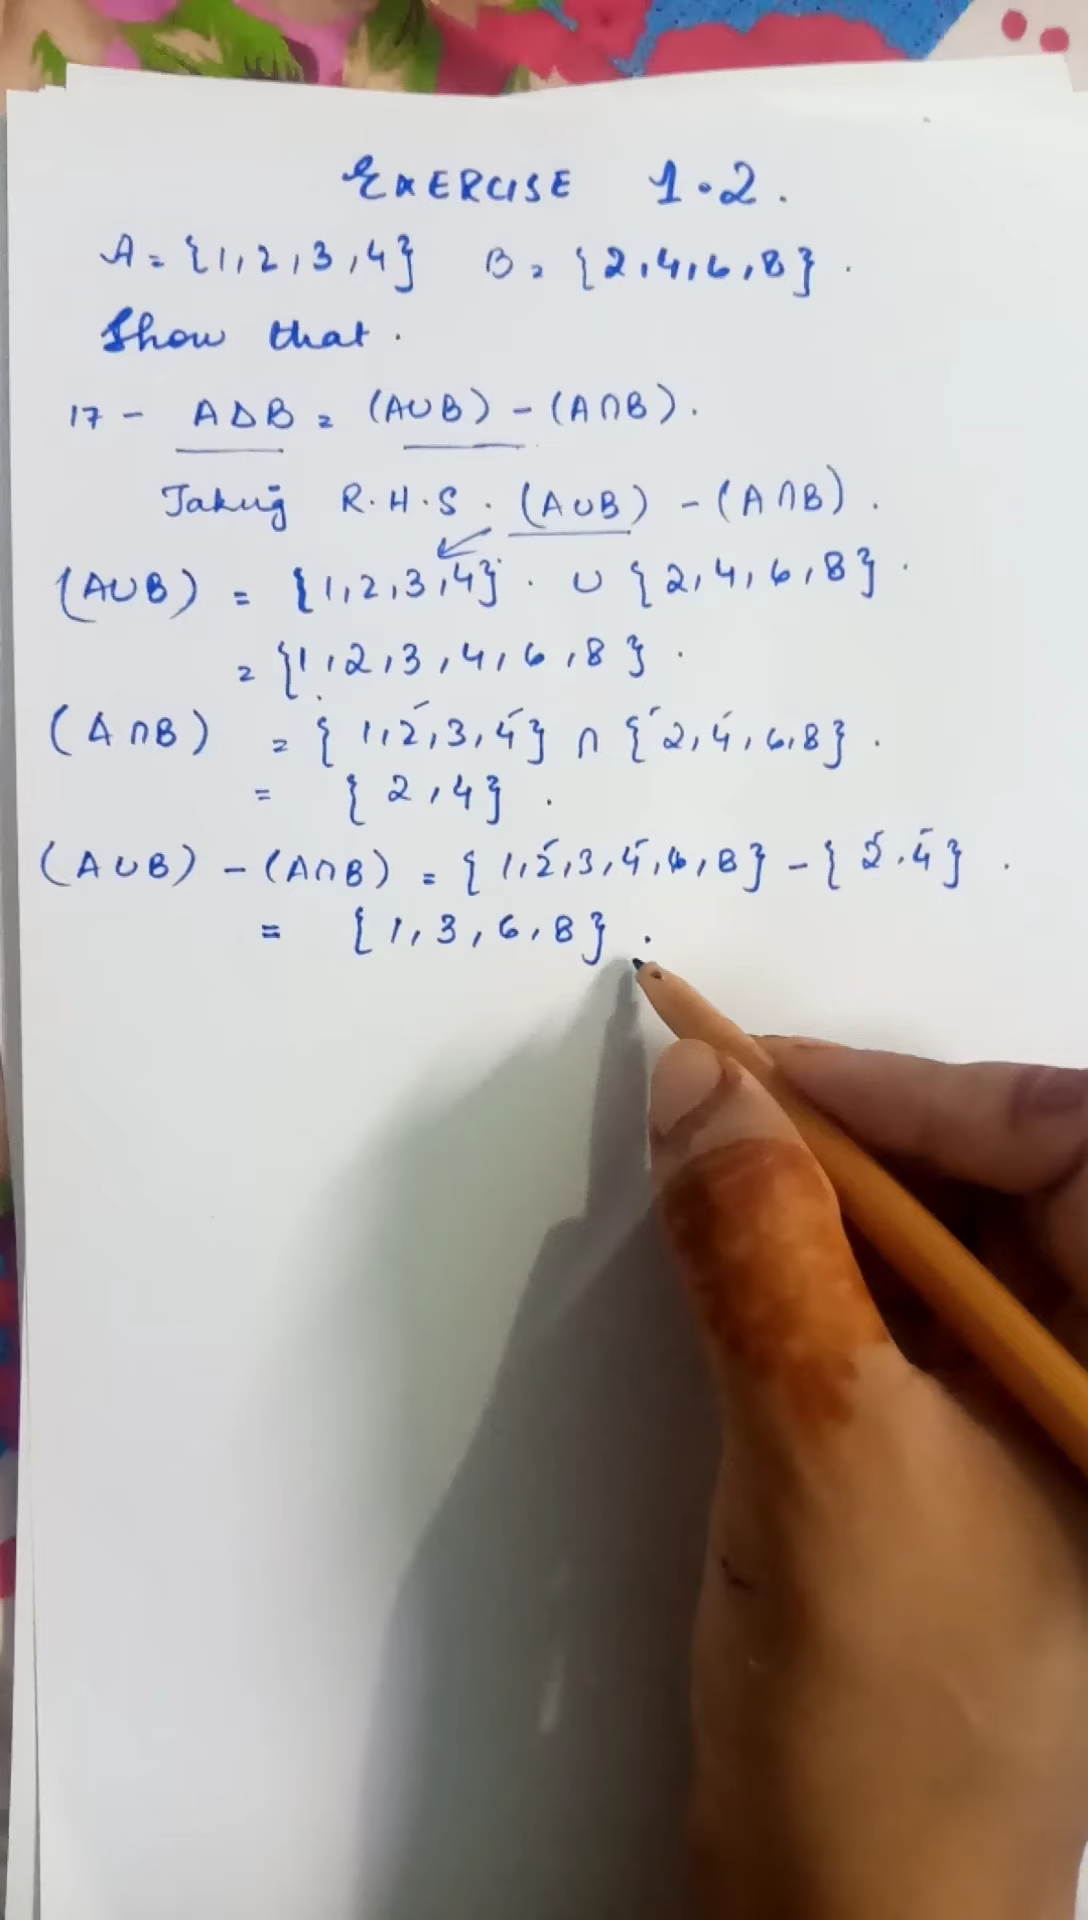 EXERCISE 1.2.
A = {1,2,3,4} B = {2,4,6,8}.
Show that.
17 - A∆B = (A∪B) - (A∩B).
Taking R.H.S. (A∪B) - (A∩B).
(A∪B) = {1,2,3,4}. ∪ {2,4,6,8}.
= {1,2,3,4,6,8}.
(A∩B) = {1,2,3,4} ∩ {2,4,6,8}.
= {2,4}.
(A∪B) - (A∩B) = {1,2,3,4,6,8} - {2,4}.
= {1,3,6,8}.